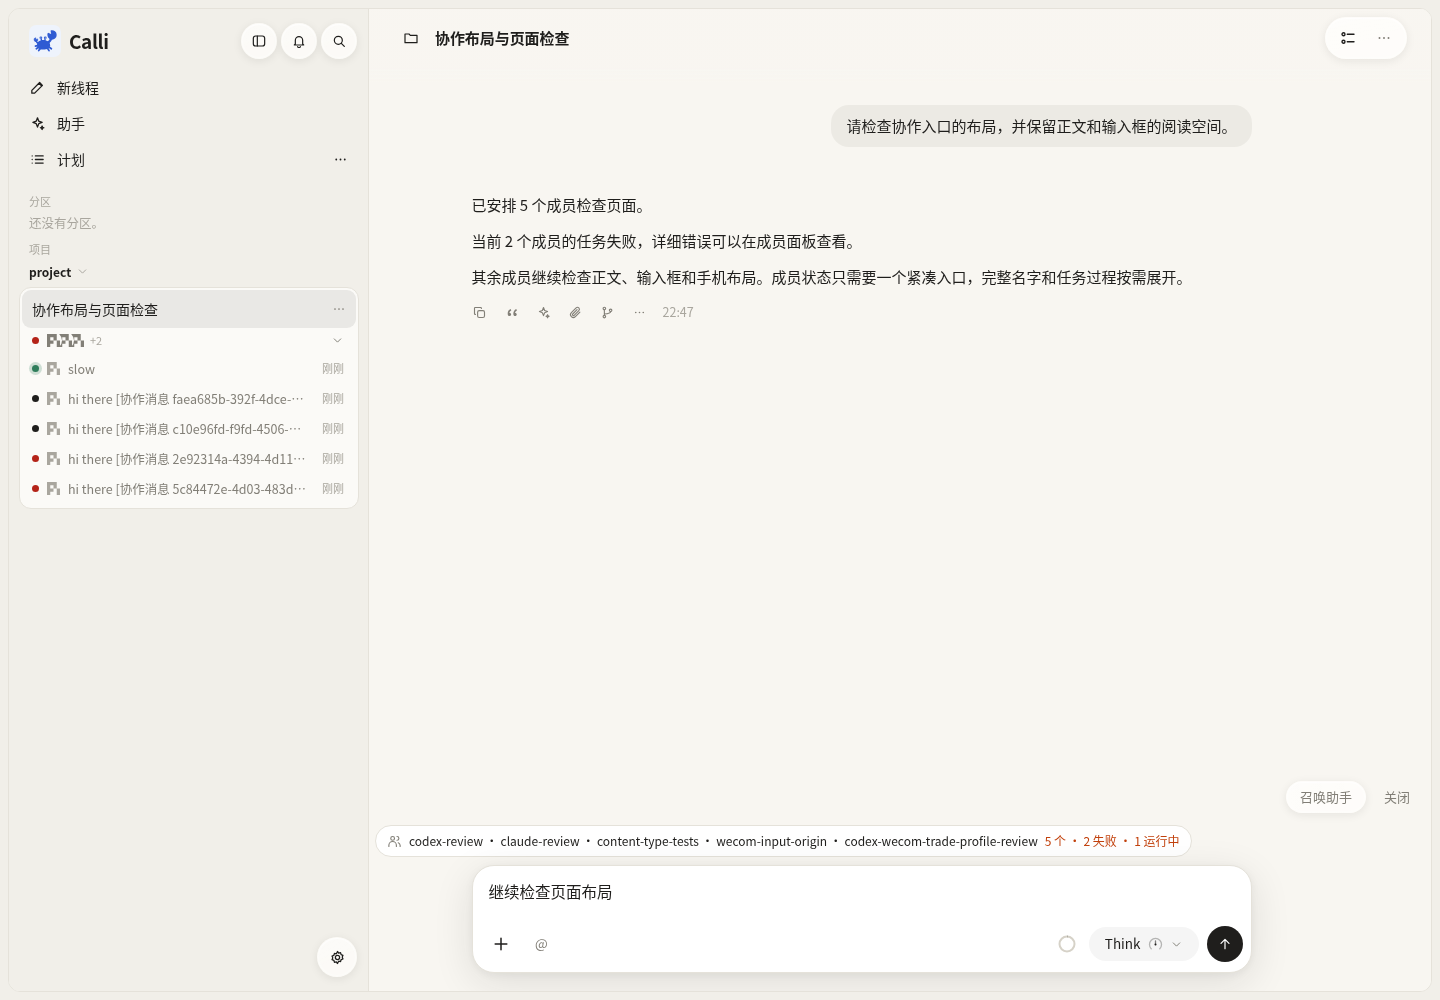 Calli
新线程
助手
计划
分区
还没有分区。
项目
project
协作布局与页面检查
+2
slow 刚刚
hi there [协作消息 faea685b-392f-4dce-… 刚刚
hi there [协作消息 c10e96fd-f9fd-4506-… 刚刚
hi there [协作消息 2e92314a-4394-4d11… 刚刚
hi there [协作消息 5c84472e-4d03-483d… 刚刚
协作布局与页面检查
请检查协作入口的布局，并保留正文和输入框的阅读空间。
已安排 5 个成员检查页面。
当前 2 个成员的任务失败，详细错误可以在成员面板查看。
其余成员继续检查正文、输入框和手机布局。成员状态只需要一个紧凑入口，完整名字和任务过程按需展开。
22:47
召唤助手 关闭
codex-review · claude-review · content-type-tests · wecom-input-origin · codex-wecom-trade-profile-review 5 个 · 2 失败 · 1 运行中
继续检查页面布局
@ Think